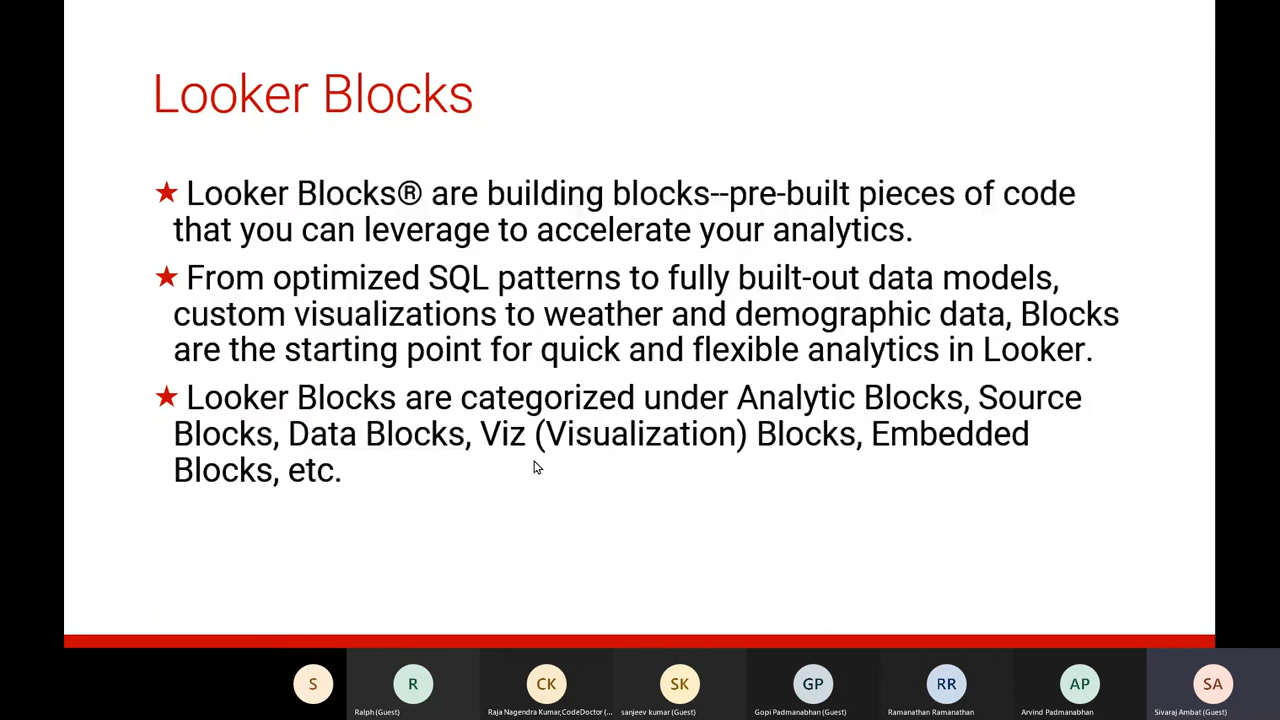 Looker Blocks
★ Looker Blocks® are building blocks--pre-built pieces of code
that you can leverage to accelerate your analytics.
★ From optimized SQL patterns to fully built-out data models,
custom visualizations to weather and demographic data, Blocks
are the starting point for quick and flexible analytics in Looker.
★ Looker Blocks are categorized under Analytic Blocks, Source
Blocks, Data Blocks, Viz (Visualization) Blocks, Embedded
Blocks, etc.
S R CK SK GP RR AP SA
Ralph (Guest) Raja Nagendra Kumar,CodeDoctor (... sanjeev kumar (Guest) Gopi Padmanabhan (Guest) Ramanathan Ramanathan Arvind Padmanabhan Sivaraj Ambat (Guest)